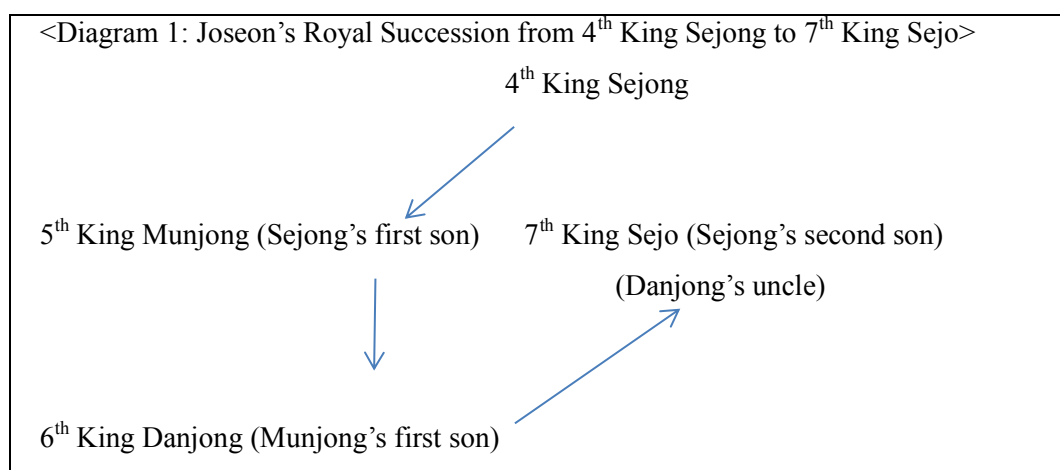 <Diagram 1: Joseon’s Royal Succession from 4th King Sejong to 7th King Sejo>
4th King Sejong
5th King Munjong (Sejong’s first son) 7th King Sejo (Sejong’s second son)
(Danjong’s uncle)
6th King Danjong (Munjong’s first son)